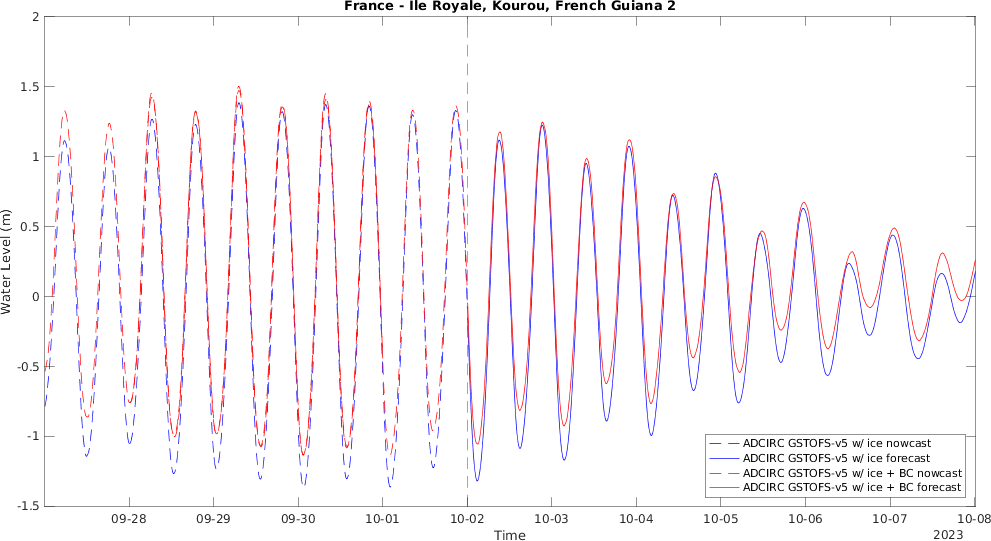 France - Ile Royale, Kourou, French Guiana 2
2
1.5
1
0.5
0
-0.5
-1
-1.5
Water Level (m)
ADCIRC GSTOFS-v5 w/ ice nowcast
ADCIRC GSTOFS-v5 w/ ice forecast
ADCIRC GSTOFS-v5 w/ ice + BC nowcast
ADCIRC GSTOFS-v5 w/ ice + BC forecast
09-28 09-29 09-30 10-01 10-02 10-03 10-04 10-05 10-06 10-07 10-08
Time
2023